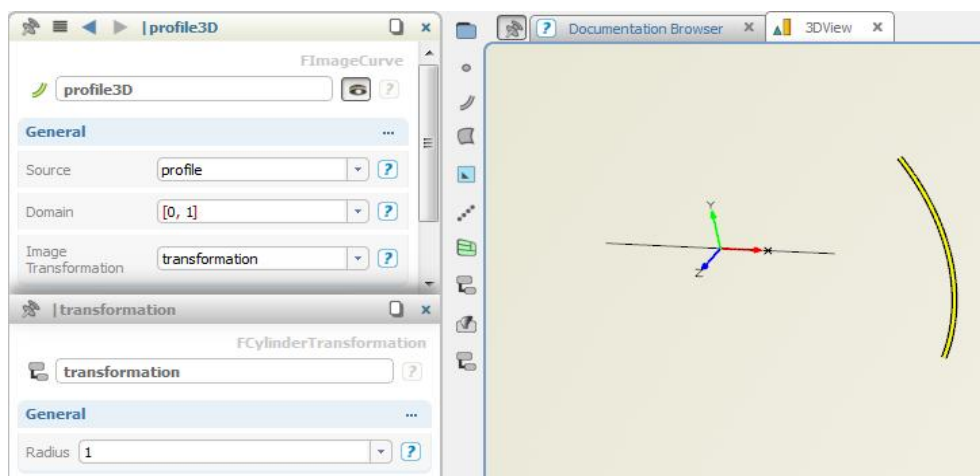 |profile3D
FImageCurve
profile3D
?
General
...
Source
profile
?
Domain
[0, 1]
?
Image
Transformation
transformation
?
|transformation
FCylinderTransformation
transformation
?
General
...
Radius
1
?
? Documentation Browser
3DView
Y
X
Z